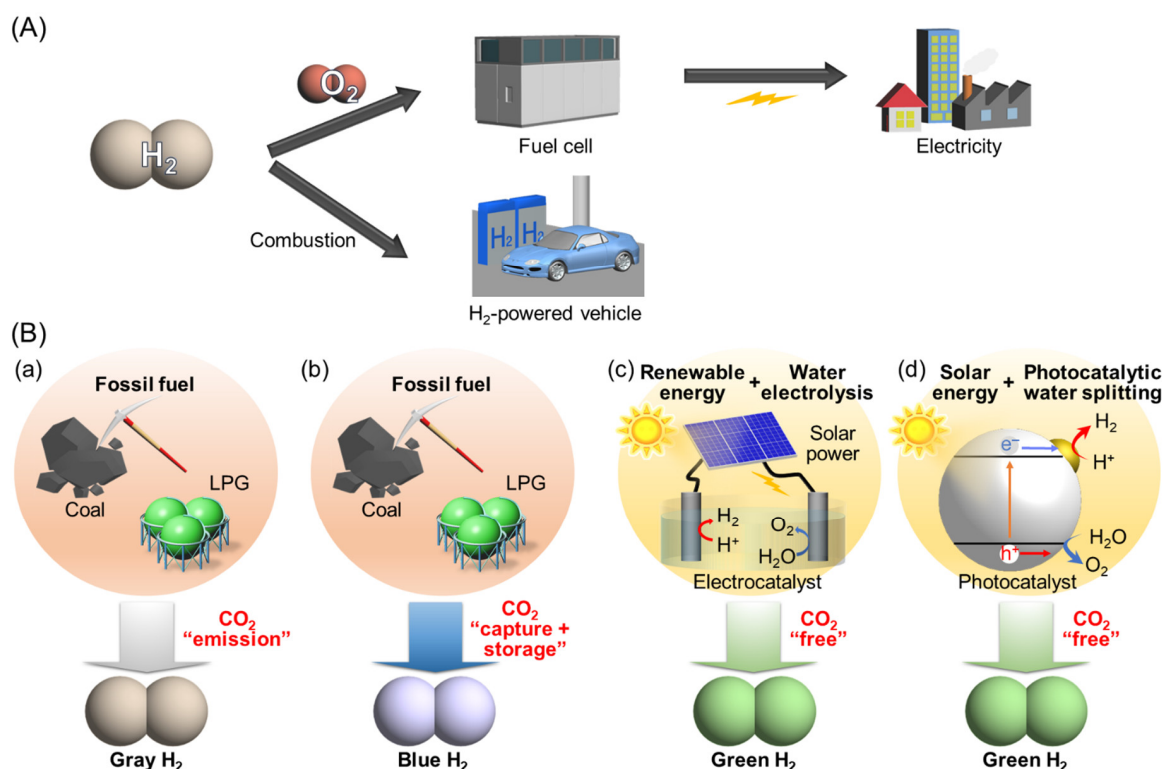 (A)
O2
H2
Fuel cell
Electricity
Combustion
H2 H2
H2-powered vehicle
(B)
(a)
Fossil fuel
Coal
LPG
CO2
“emission”
Gray H2
(b)
Fossil fuel
Coal
LPG
CO2
“capture +
storage”
Blue H2
(c)
Renewable + Water
energy electrolysis
Solar
power
H2
H+
O2
H2O
Electrocatalyst
CO2
“free”
Green H2
(d)
Solar + Photocatalytic
energy water splitting
e−
H2
H+
h+
H2O
O2
Photocatalyst
CO2
“free”
Green H2